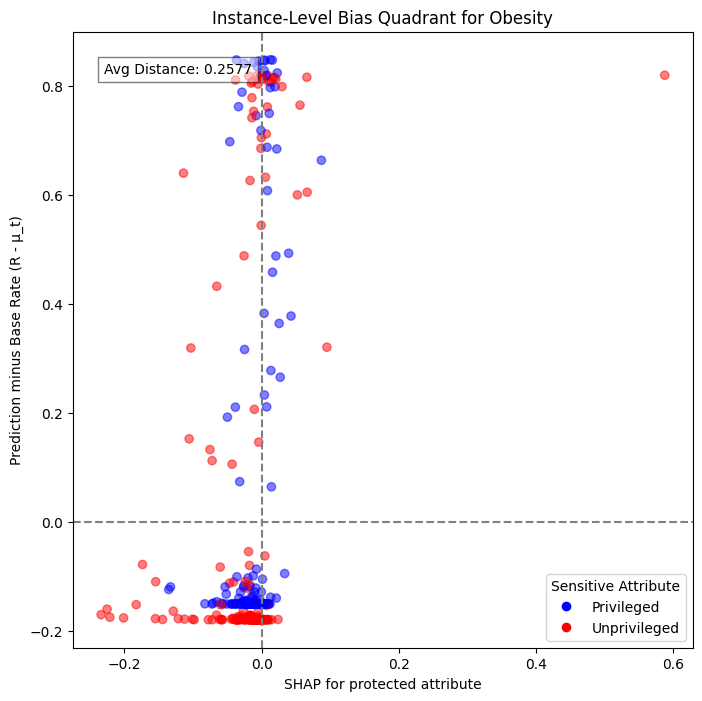 Instance-Level Bias Quadrant for Obesity
Avg Distance: 0.2577
Prediction minus Base Rate (R - μ_t)
0.8
0.6
0.4
0.2
0.0
−0.2
−0.2
0.0
0.2
0.4
0.6
SHAP for protected attribute
Sensitive Attribute
Privileged
Unprivileged